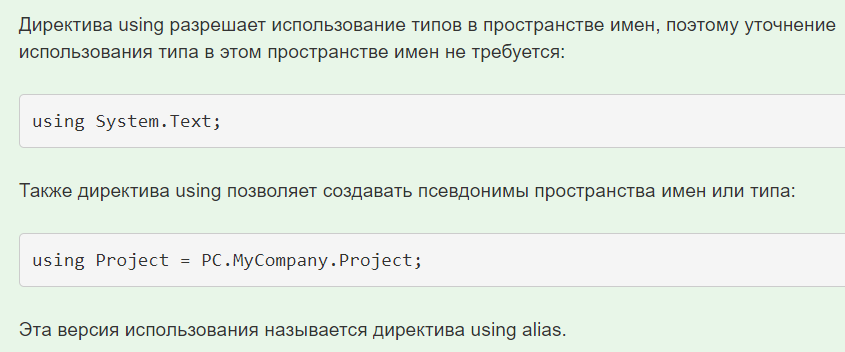 Директива using разрешает использование типов в пространстве имен, поэтому уточнение
использования типа в этом пространстве имен не требуется:
using System.Text;
Также директива using позволяет создавать псевдонимы пространства имен или типа:
using Project = PC.MyCompany.Project;
Эта версия использования называется директива using alias.